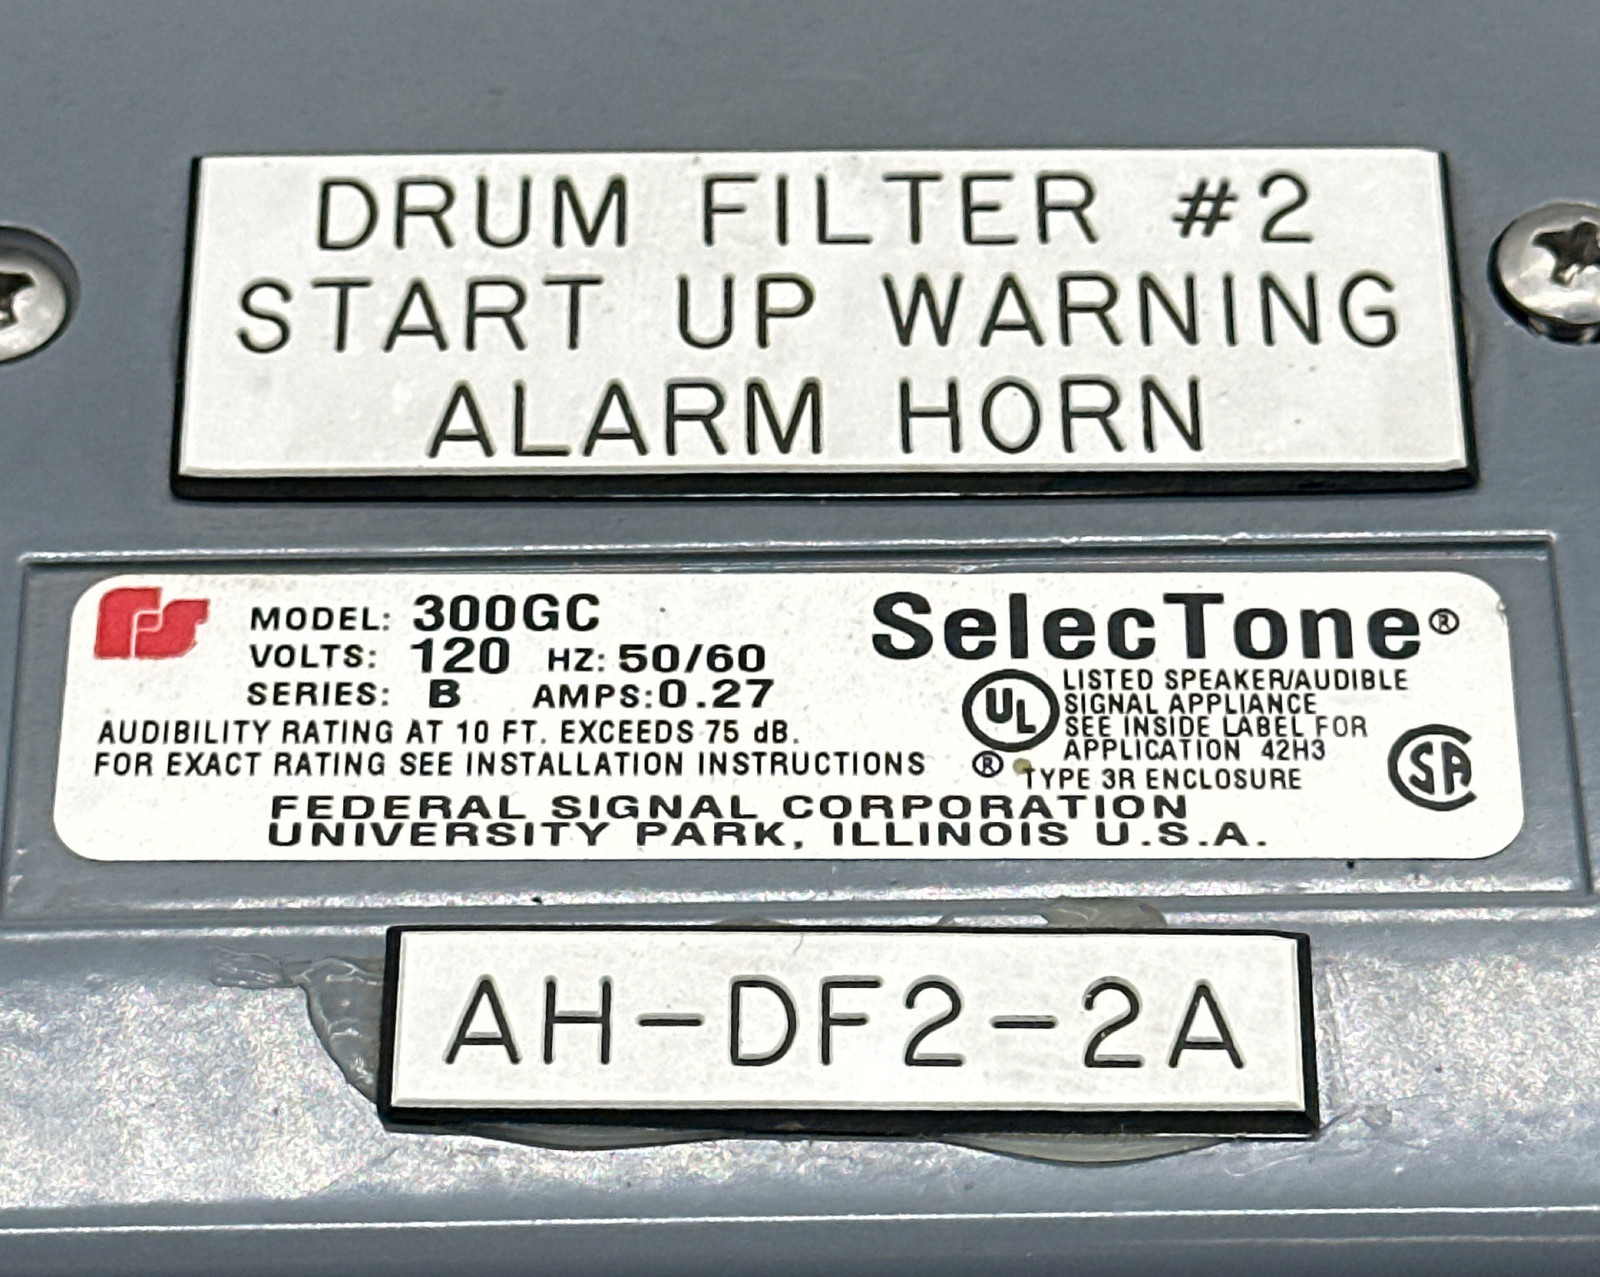 DRUM FILTER #2
START UP WARNING
ALARM HORN
MODEL: 300GC
VOLTS: 120 HZ: 50/60
SERIES: B AMPS: 0.27
AUDIBILITY RATING AT 10 FT. EXCEEDS 75 dB.
FOR EXACT RATING SEE INSTALLATION INSTRUCTIONS
SelecTone®
UL LISTED SPEAKER/AUDIBLE
SIGNAL APPLIANCE
SEE INSIDE LABEL FOR
APPLICATION 42H3
® TYPE 3R ENCLOSURE
SA
FEDERAL SIGNAL CORPORATION
UNIVERSITY PARK, ILLINOIS U.S.A.
AH-DF2-2A